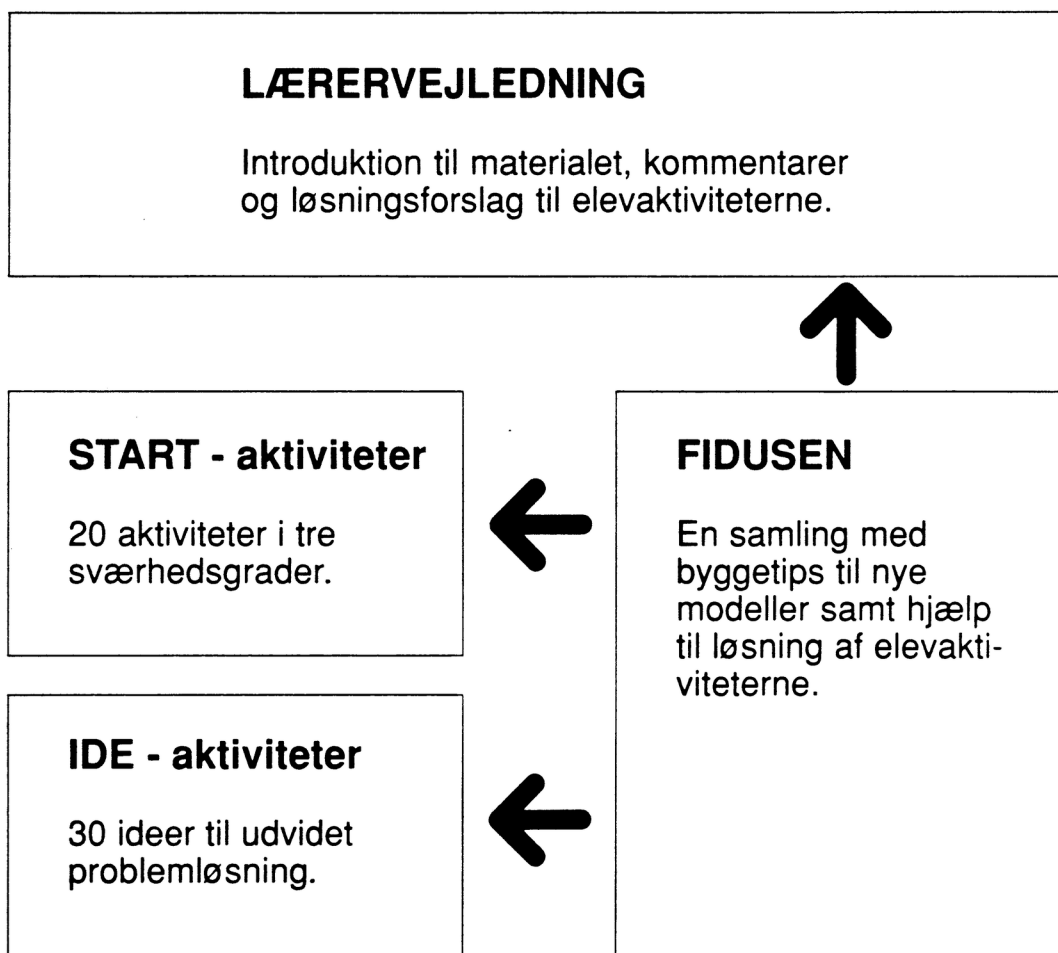 LÆRERVEJLEDNING
Introduktion til materialet, kommentarer
og løsningsforslag til elevaktiviteterne.
START - aktiviteter
20 aktiviteter i tre
sværhedsgrader.
IDE - aktiviteter
30 ideer til udvidet
problemløsning.
FIDUSEN
En samling med
byggetips til nye
modeller samt hjælp
til løsning af elevakti-
viteterne.